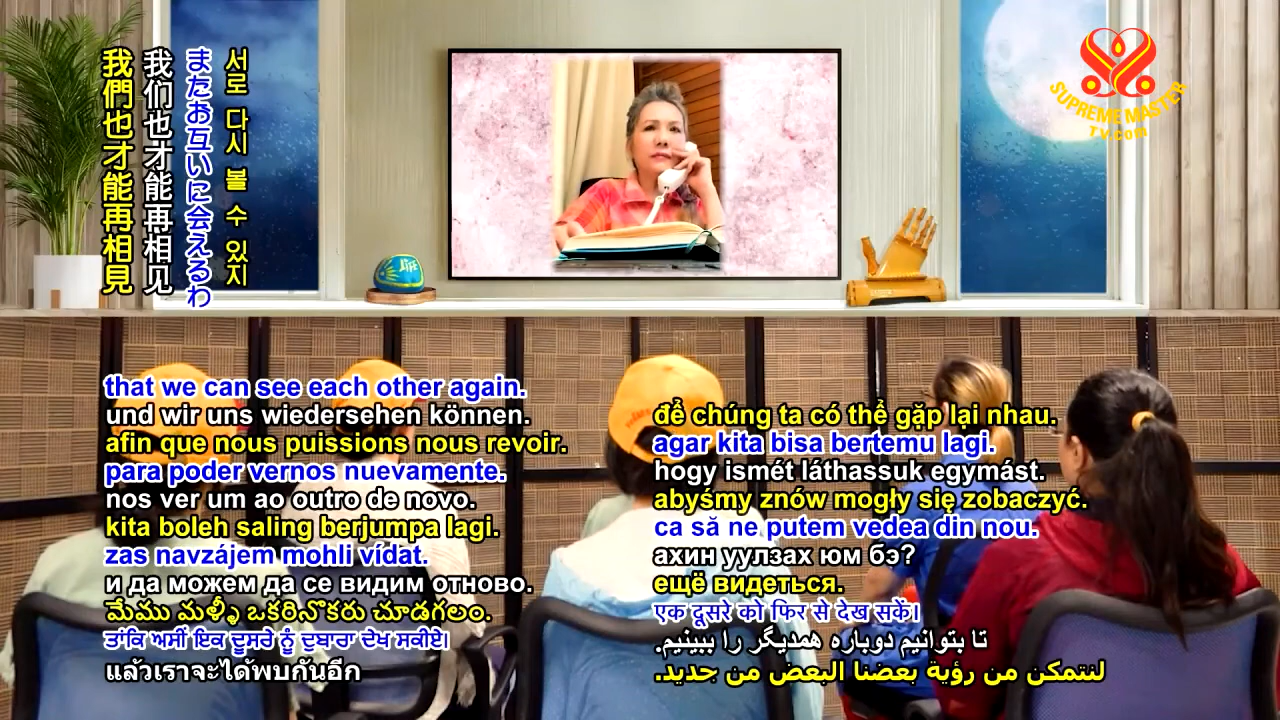 我們也才能再相見
我们也才能再相见
またお互いに会えるわ
서로 다시 볼 수 있지
SUPREME MASTER
TV.com
LIFE
that we can see each other again.
und wir uns wiedersehen können.
afin que nous puissions nous revoir.
para poder vernos nuevamente.
nos ver um ao outro de novo.
kita boleh saling berjumpa lagi.
zas navzájem mohli vídat.
и да можем да се видим отново.
మేము మళ్ళీ ఒకరినొకరు చూడగలం.
ਤਾਂਕਿ ਅਸੀਂ ਇਕ ਦੂਸਰੇ ਨੂੰ ਦੁਬਾਰਾ ਦੇਖ ਸਕੀਏ।
แล้วเราจะได้พบกันอีก
để chúng ta có thể gặp lại nhau.
agar kita bisa bertemu lagi.
hogy ismét láthassuk egymást.
abyśmy znów mogły się zobaczyć.
ca să ne putem vedea din nou.
ахин уулзах юм бэ?
ещё видеться.
एक दूसरे को फिर से देख सकें।
تا بتوانیم دوباره همدیگر را ببینیم.
لنتمكن من رؤية بعضنا البعض من جديد.